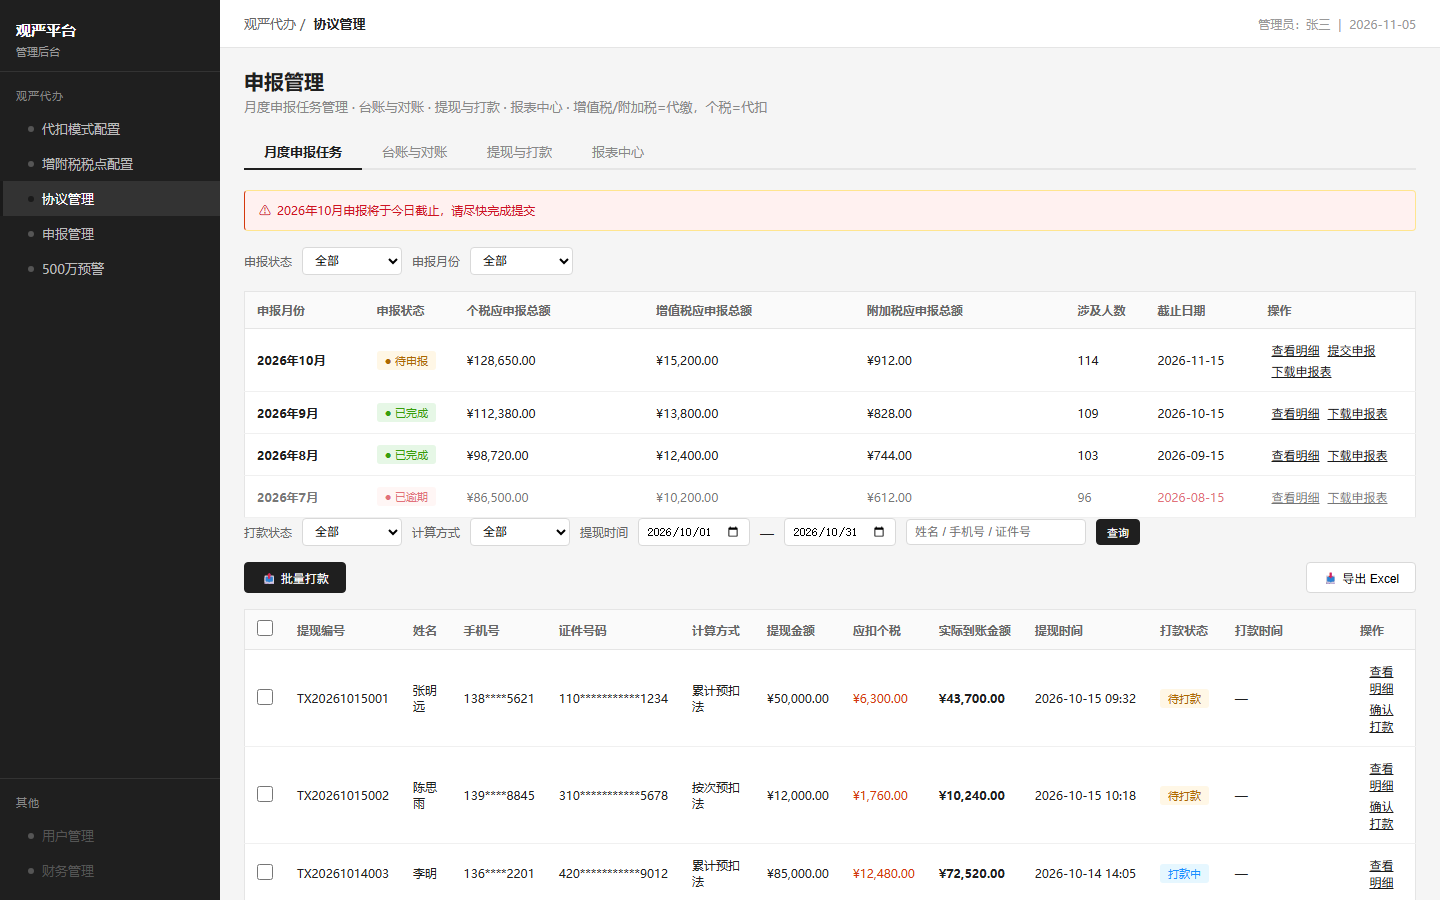 观严平台
管理后台
观严代办
代扣模式配置
增附税税点配置
协议管理
申报管理
500万预警
其他
用户管理
财务管理
观严代办 / 协议管理
管理员：张三 | 2026-11-05
申报管理
月度申报任务管理 · 台账与对账 · 提现与打款 · 报表中心 · 增值税/附加税=代缴，个税=代扣
月度申报任务 台账与对账 提现与打款 报表中心
⚠ 2026年10月申报将于今日截止，请尽快完成提交
申报状态 全部 申报月份 全部
申报月份 申报状态 个税应申报总额 增值税应申报总额 附加税应申报总额 涉及人数 截止日期 操作
2026年10月 待申报 ¥128,650.00 ¥15,200.00 ¥912.00 114 2026-11-15 查看明细 提交申报
下载申报表
2026年9月 已完成 ¥112,380.00 ¥13,800.00 ¥828.00 109 2026-10-15 查看明细 下载申报表
2026年8月 已完成 ¥98,720.00 ¥12,400.00 ¥744.00 103 2026-09-15 查看明细 下载申报表
2026年7月 已逾期 ¥86,500.00 ¥10,200.00 ¥612.00 96 2026-08-15 查看明细 下载申报表
打款状态 全部 计算方式 全部 提现时间 2026/10/01 — 2026/10/31 姓名 / 手机号 / 证件号 查询
批量打款 导出 Excel
提现编号 姓名 手机号 证件号码 计算方式 提现金额 应扣个税 实际到账金额 提现时间 打款状态 打款时间 操作
TX20261015001 张明远 138****5621 110***********1234 累计预扣法 ¥50,000.00 ¥6,300.00 ¥43,700.00 2026-10-15 09:32 待打款 — 查看明细 确认打款
TX20261015002 陈思雨 139****8845 310***********5678 按次预扣法 ¥12,000.00 ¥1,760.00 ¥10,240.00 2026-10-15 10:18 待打款 — 查看明细 确认打款
TX20261014003 李明 136****2201 420***********9012 累计预扣法 ¥85,000.00 ¥12,480.00 ¥72,520.00 2026-10-14 14:05 打款中 — 查看明细